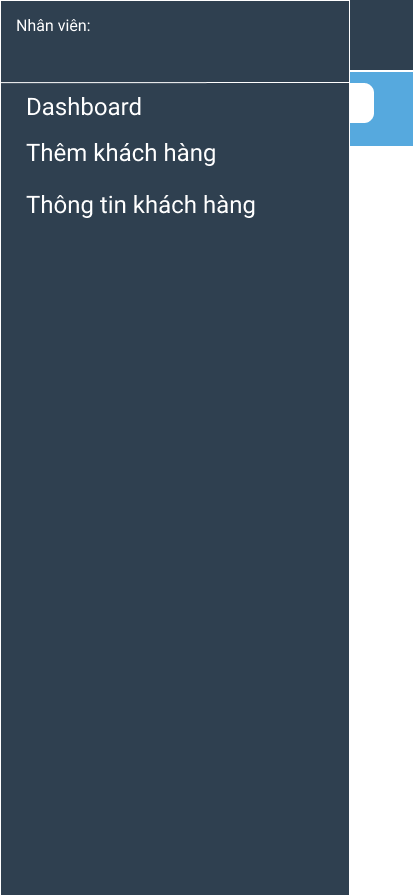 Nhân viên:
Dashboard
Thêm khách hàng
Thông tin khách hàng